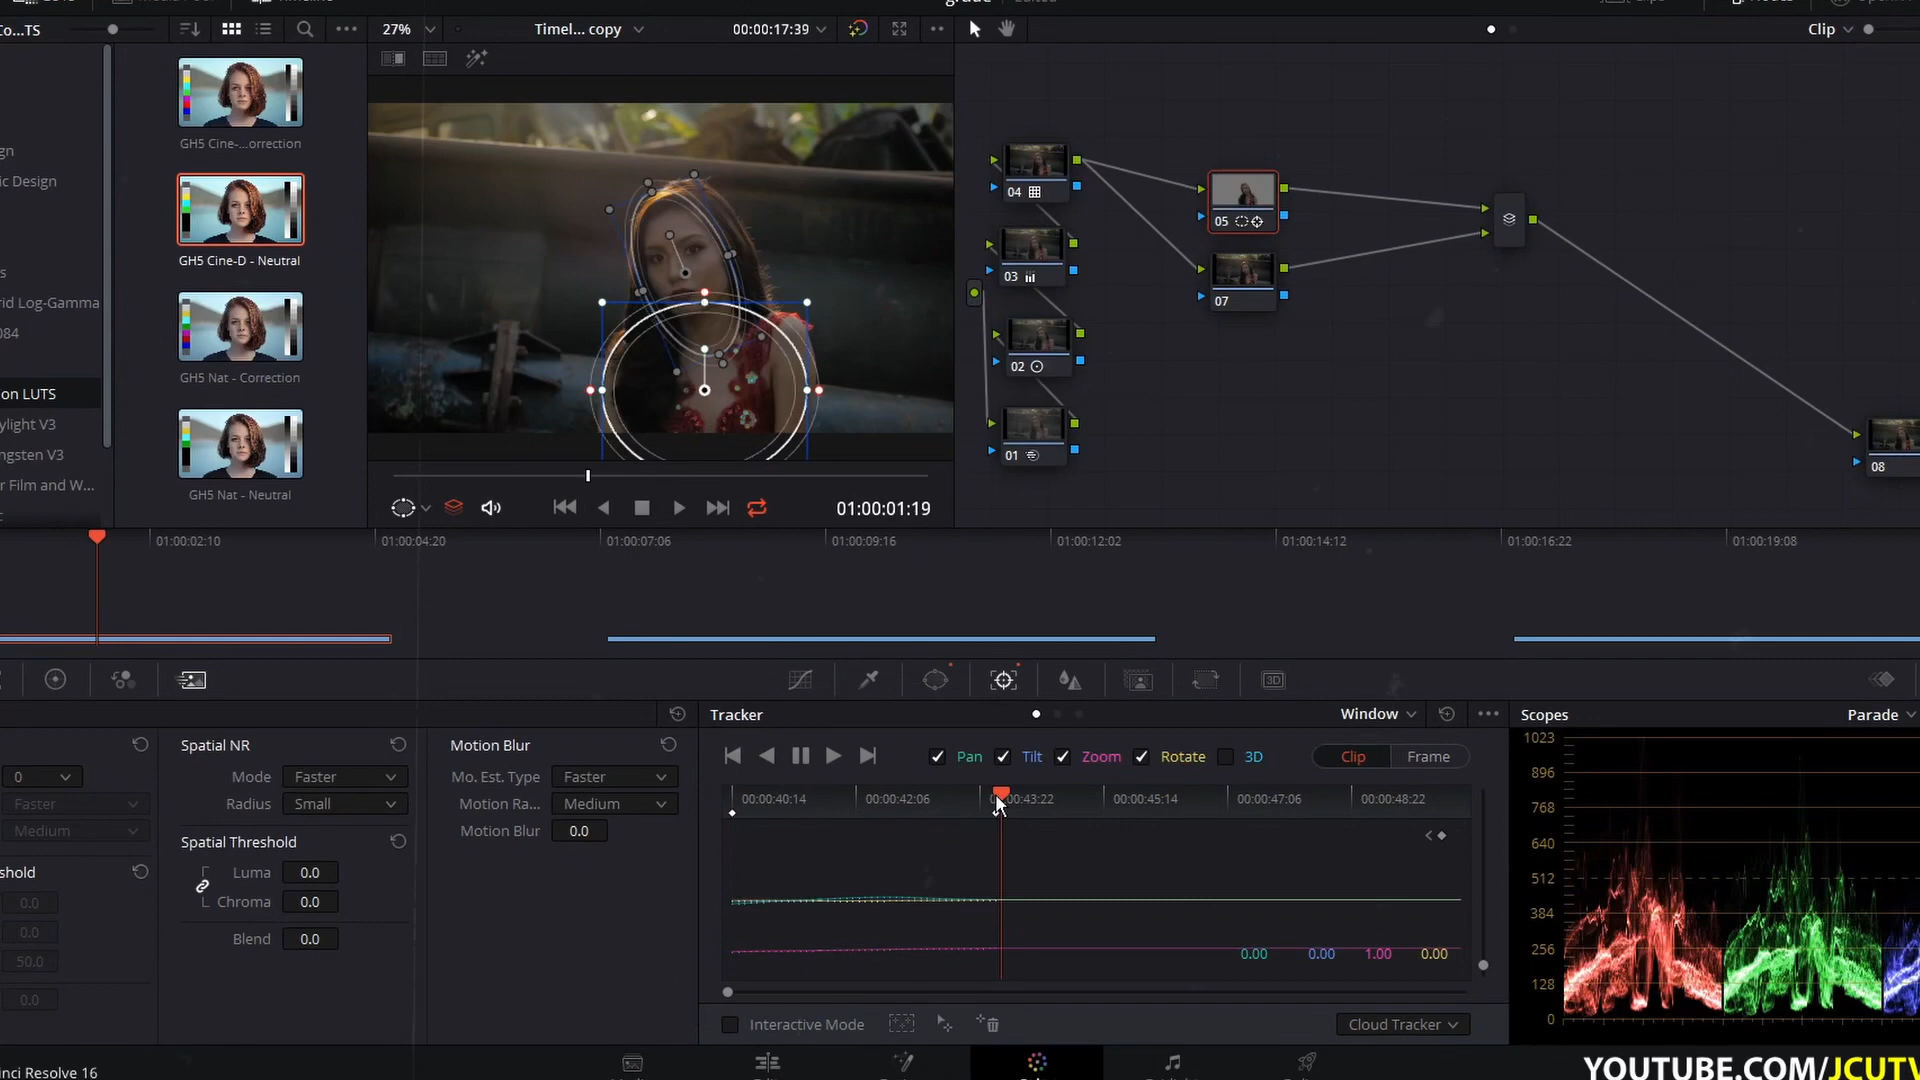 Co...TS
27%
Timel... copy
00:00:17:39
Clip
GH5 Cine-...orrection
GH5 Cine-D - Neutral
GH5 Nat - Correction
GH5 Nat - Neutral
gn
ic Design
s
rid Log-Gamma
084
on LUTS
ylight V3
ngsten V3
r Film and W...
04
03
02
01
05
07
08
01:00:01:19
01:00:02:10
01:00:04:20
01:00:07:06
01:00:09:16
01:00:12:02
01:00:14:12
01:00:16:22
01:00:19:08
0
Faster
Medium
shold
0.0
0.0
50.0
0.0
Spatial NR
Mode
Faster
Radius
Small
Spatial Threshold
Luma
0.0
Chroma
0.0
Blend
0.0
Motion Blur
Mo. Est. Type
Faster
Motion Ra...
Medium
Motion Blur
0.0
Tracker
Window
Pan
Tilt
Zoom
Rotate
3D
Clip
Frame
00:00:40:14
00:00:42:06
:43:22
00:00:45:14
00:00:47:06
00:00:48:22
0.00
0.00
1.00
0.00
Interactive Mode
Cloud Tracker
Scopes
Parade
1023
896
768
640
512
384
256
128
0
3D
inci Resolve 16
YOUTUBE.COM/JCUTV